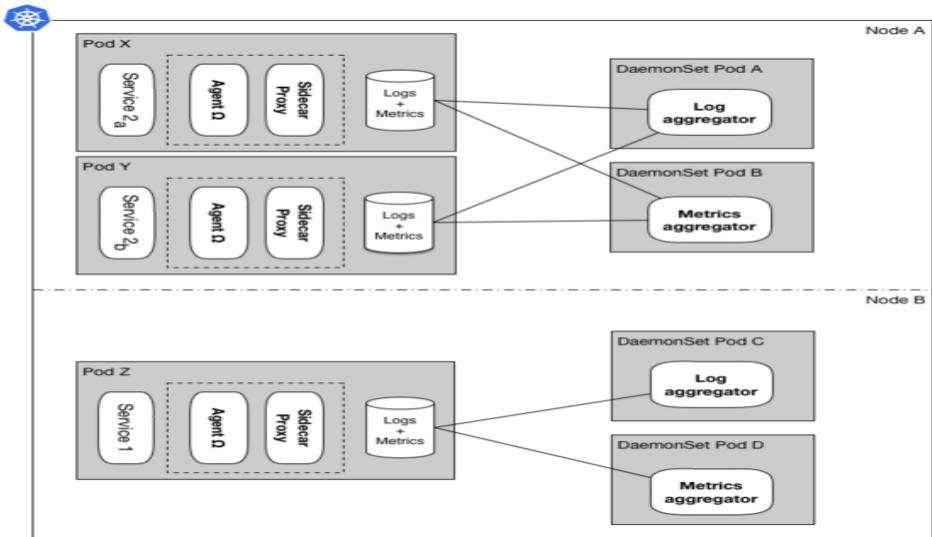 Node A
Pod X
Service 2a
Agent Ω
Sidecar
Proxy
Logs
+
Metrics
DaemonSet Pod A
Log
aggregator
Pod Y
Service 2b
Agent Ω
Sidecar
Proxy
Logs
+
Metrics
DaemonSet Pod B
Metrics
aggregator
Node B
Pod Z
Service 1
Agent Ω
Sidecar
Proxy
Logs
+
Metrics
DaemonSet Pod C
Log
aggregator
DaemonSet Pod D
Metrics
aggregator